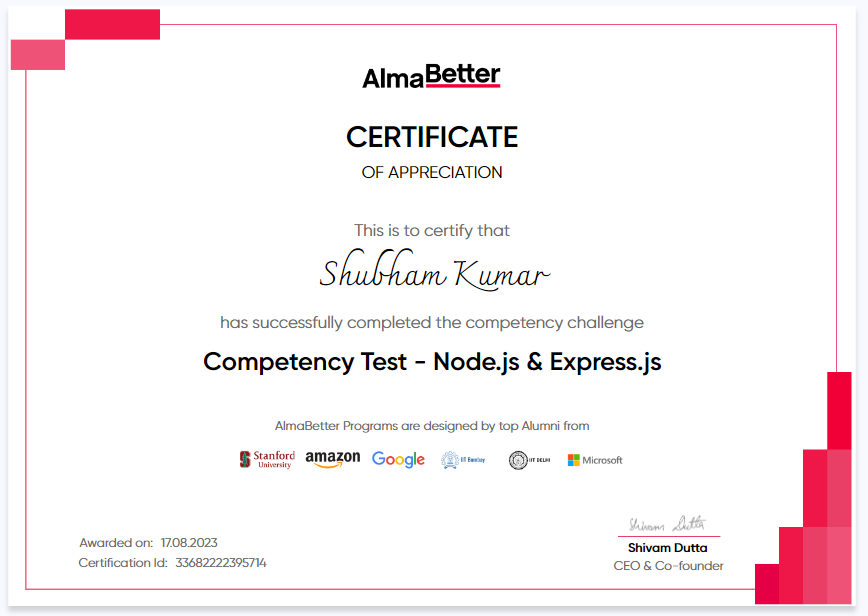 AlmaBetter
CERTIFICATE
OF APPRECIATION
This is to certify that
Shubham Kumar
has successfully completed the competency challenge
Competency Test - Node.js & Express.js
AlmaBetter Programs are designed by top Alumni from
Stanford University amazon Google IIT Bombay IIT DELHI Microsoft
Shivam Dutta
Awarded on: 17.08.2023
Certification Id: 33682222395714
Shivam Dutta
CEO & Co-founder